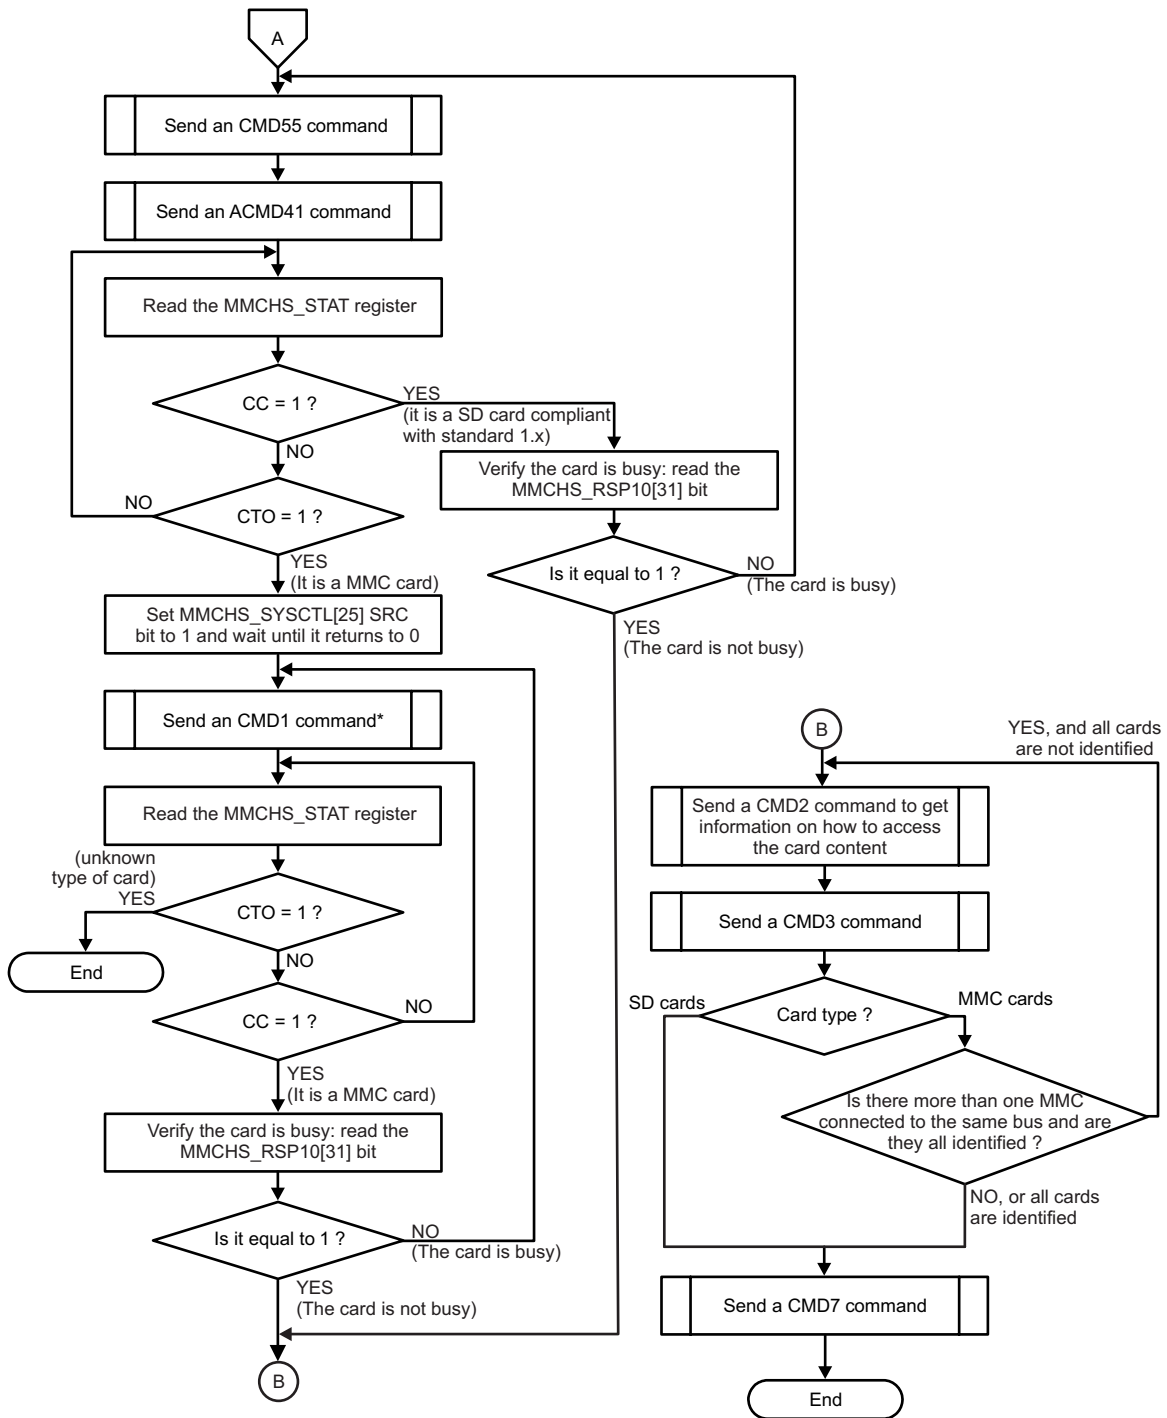 A
Send an CMD55 command
Send an ACMD41 command
Read the MMCHS_STAT register
CC = 1 ?
YES
(it is a SD card compliant
with standard 1.x)
NO
Verify the card is busy: read the
MMCHS_RSP10[31] bit
NO
CTO = 1 ?
Is it equal to 1 ?
NO
(The card is busy)
YES
(It is a MMC card)
Set MMCHS_SYSCTL[25] SRC
bit to 1 and wait until it returns to 0
YES
(The card is not busy)
Send an CMD1 command*
Read the MMCHS_STAT register
(unknown
type of card)
YES
CTO = 1 ?
End
NO
CC = 1 ?
NO
YES
(It is a MMC card)
Verify the card is busy: read the
MMCHS_RSP10[31] bit
Is it equal to 1 ?
NO
(The card is busy)
YES
(The card is not busy)
B
B
YES, and all cards
are not identified
Send a CMD2 command to get
information on how to access
the card content
Send a CMD3 command
SD cards
Card type ?
MMC cards
Is there more than one MMC
connected to the same bus and are
they all identified ?
NO, or all cards
are identified
Send a CMD7 command
End